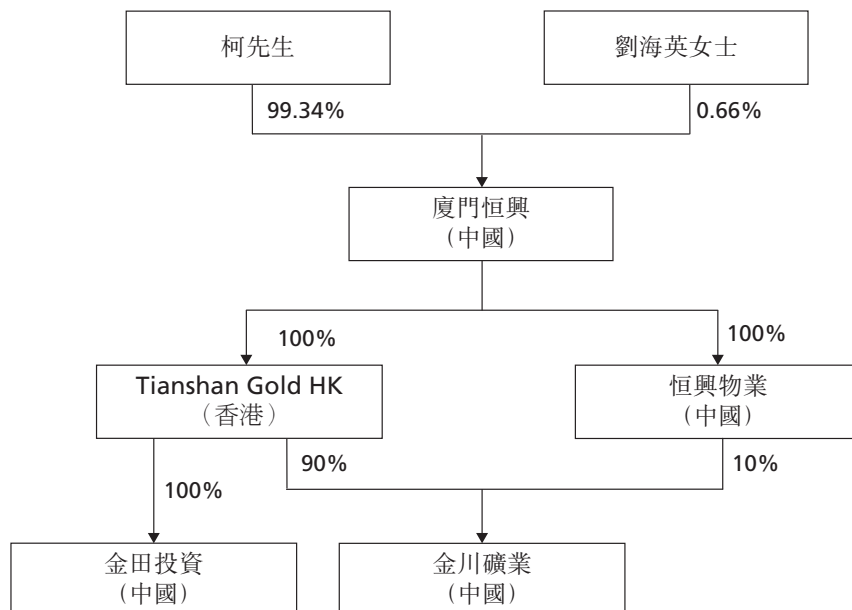 柯先生
劉海英女士
99.34%
0.66%
廈門恒興
（中國）
100%
100%
Tianshan Gold HK
（香港）
恒興物業
（中國）
100%
90%
10%
金田投資
（中國）
金川礦業
（中國）